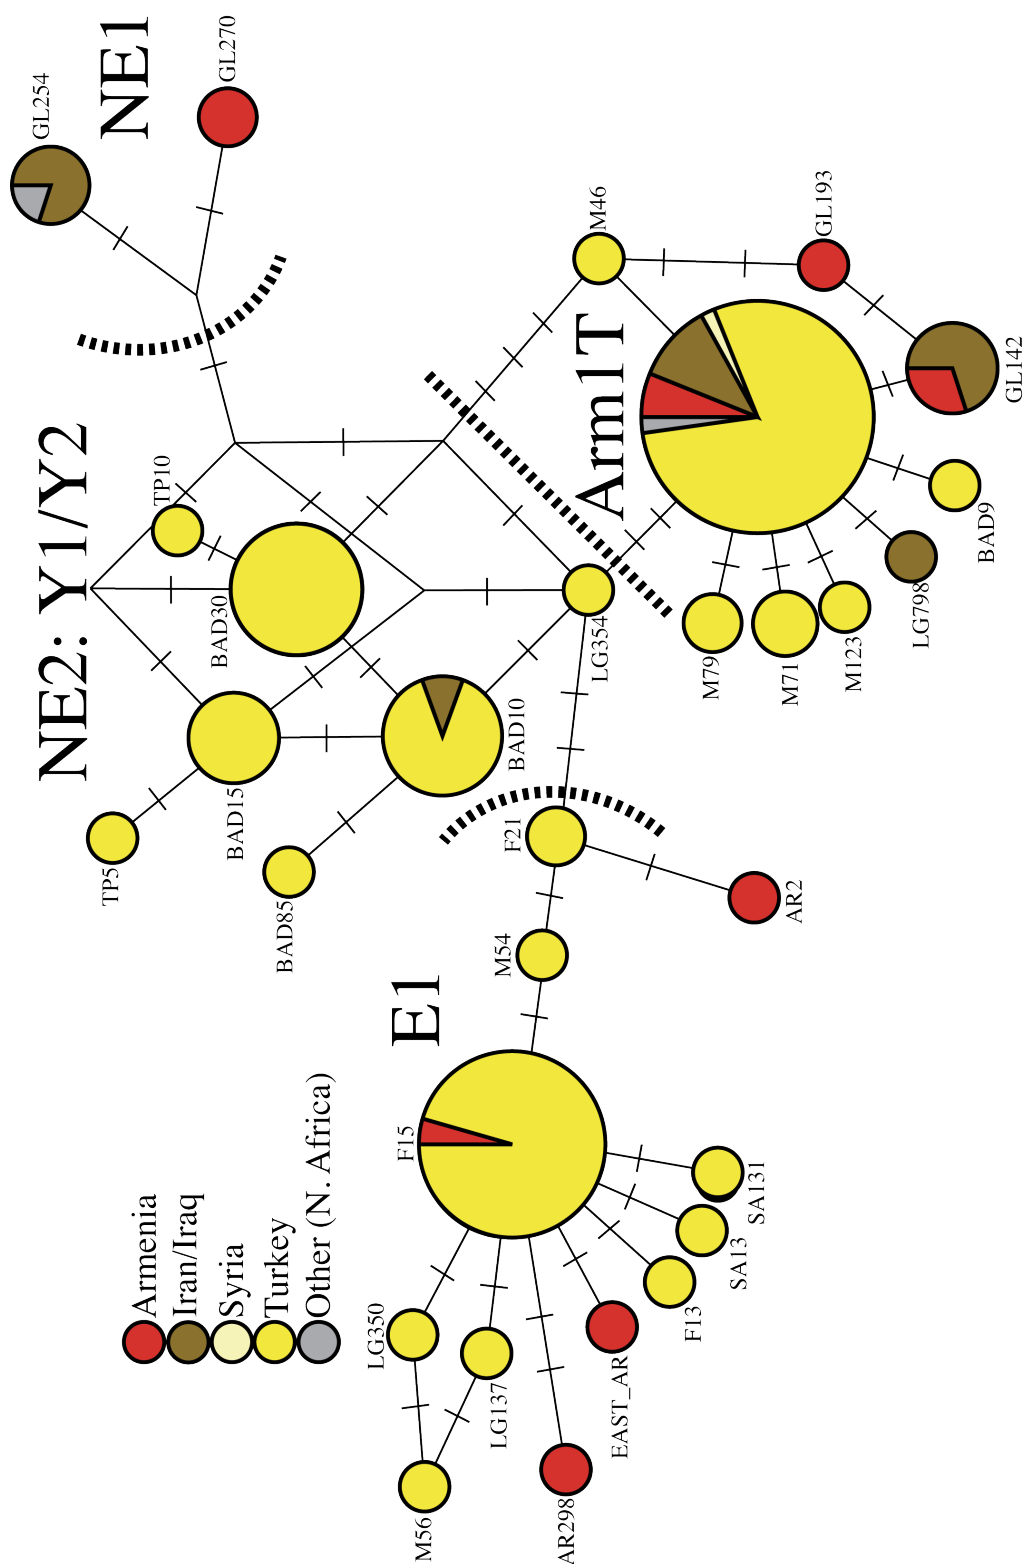 Armenia
Iran/Iraq
Syria
Turkey
Other (N. Africa)
E1
F15
LG350
LG137
M56
AR298
EAST_AR
F13
SA13
SA131
M54
F21
AR2
NE2: Y1/Y2
TP5
BAD15
BAD85
BAD10
BAD30
TP10
LG354
NE1
GL254
GL270
Arm1T
M46
GL193
GL142
M79
M71
M123
LG798
BAD9